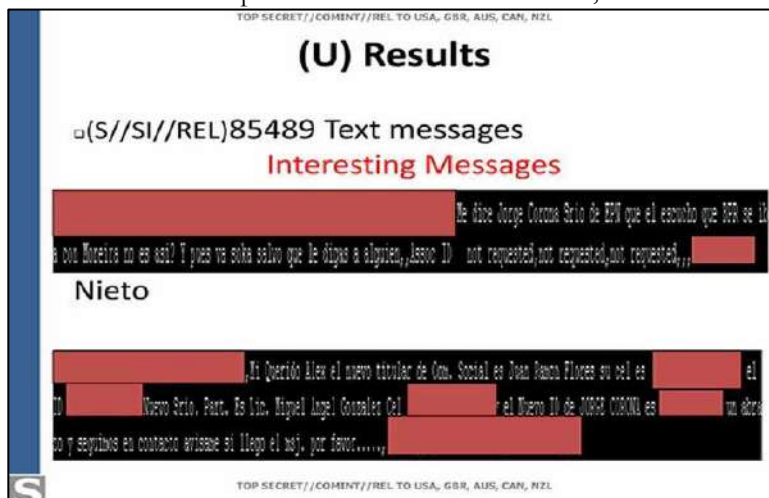 TOP SECRET//COMINT//REL TO USA, GBR, AUS, CAN, NZL
(U) Results
(S//SI//REL)85489 Text messages
Interesting Messages
Me dice Jorge Corona Srio de EPN que el escucho que RPR se ib
a con Moreira no es asi? Y pues va soka salvo que le digas a alguien,,Assoc ID not requested,not requested,not requested,,,
Nieto
,Mi Querido Alex el nuevo titular de Com. Social es Juan Ramon Flores su cel es el
ID Nuevo Srio. Part. Es lic. Miguel Angel Gonzalez Cel y el Nuevo ID de JORGE CORONA es un abra
zo y seguimos en contacto avisame si llego el msj. por favor.....,
S
TOP SECRET//COMINT//REL TO USA, GBR, AUS, CAN, NZL